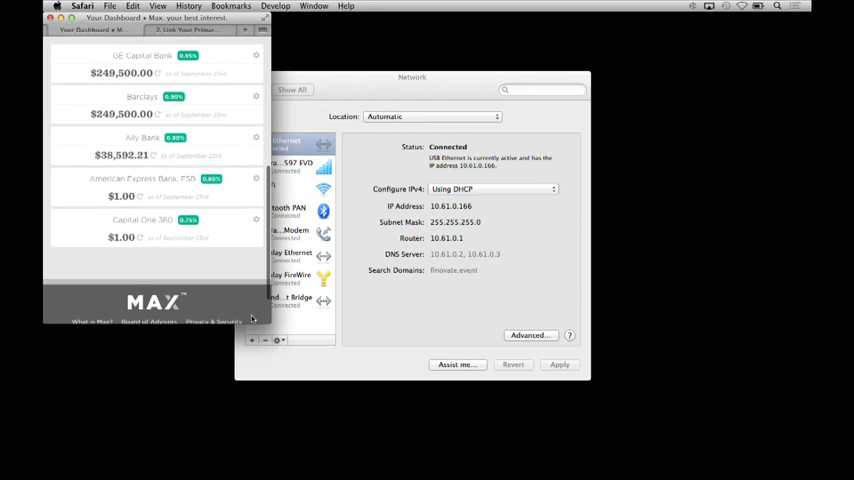 Safari File Edit View History Bookmarks Develop Window Help
Your Dashboard • Max, your best interest.
Your Dashboard • M... 2. Link Your Primar...
GE Capital Bank 0.95%
$249,500.00 as of September 23rd
Barclays 0.90%
$249,500.00 as of September 23rd
Ally Bank 0.90%
$38,592.21 as of September 23rd
American Express Bank, FSB 0.80%
$1.00 as of September 23rd
Capital One 360 0.75%
$1.00 as of September 23rd
MAX™
What is Max? Board of Advisors Privacy & Security
Network
Show All
Location: Automatic
Ethernet
S97 EVD
Connected
tooth PAN
Connected
Modem
Connected
play Ethernet
Connected
play FireWire
Connected
nd...t Bridge
Connected
Status: Connected
USB Ethernet is currently active and has the
IP address 10.61.0.166.
Configure IPv4: Using DHCP
IP Address: 10.61.0.166
Subnet Mask: 255.255.255.0
Router: 10.61.0.1
DNS Server: 10.61.0.2, 10.61.0.3
Search Domains: finovate.event
Advanced... ?
Assist me... Revert Apply